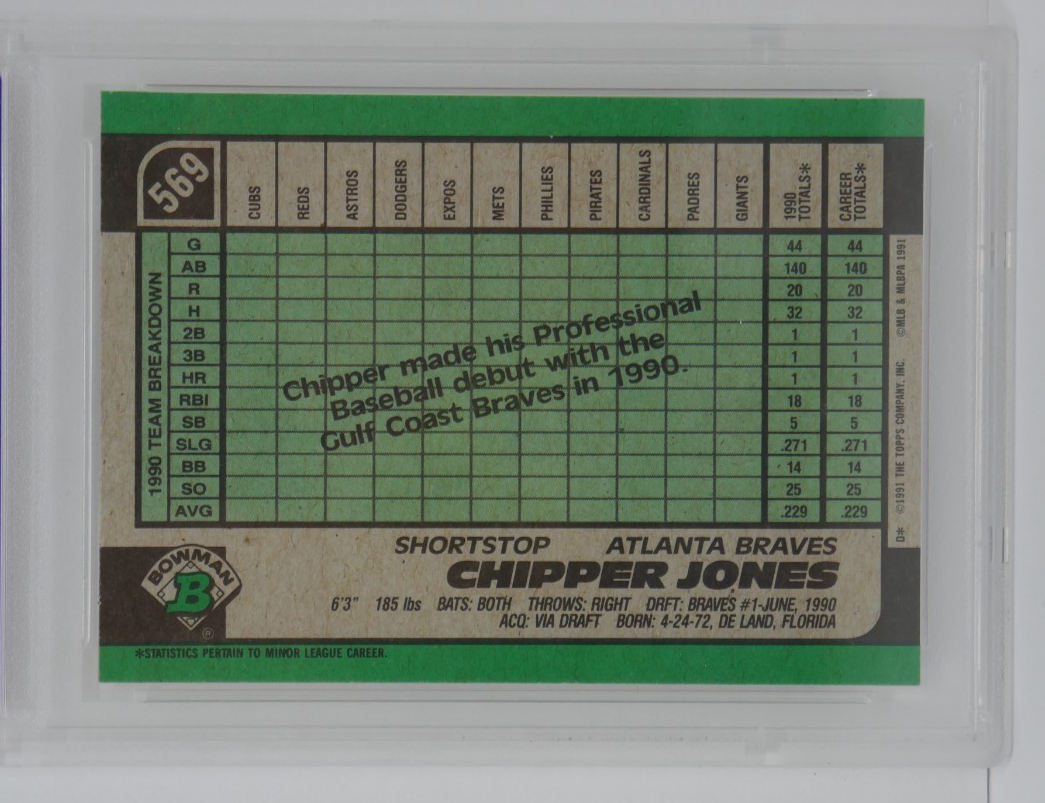 569
CUBS REDS ASTROS DODGERS EXPOS METS PHILLIES PIRATES CARDINALS PADRES GIANTS 1990 TOTALS* CAREER TOTALS*
1990 TEAM BREAKDOWN
G 44 44
AB 140 140
R 20 20
H 32 32
2B 1 1
3B 1 1
HR 1 1
RBI 18 18
SB 5 5
SLG .271 .271
BB 14 14
SO 25 25
AVG .229 .229
Chipper made his Professional
Baseball debut with the
Gulf Coast Braves in 1990.
D* ©1991 THE TOPPS COMPANY, INC. ©MLB & MLBPA 1991
SHORTSTOP ATLANTA BRAVES
CHIPPER JONES
6'3" 185 lbs BATS: BOTH THROWS: RIGHT DRFT: BRAVES #1-JUNE, 1990
ACQ: VIA DRAFT BORN: 4-24-72, DE LAND, FLORIDA
BOWMAN
B
®
*STATISTICS PERTAIN TO MINOR LEAGUE CAREER.